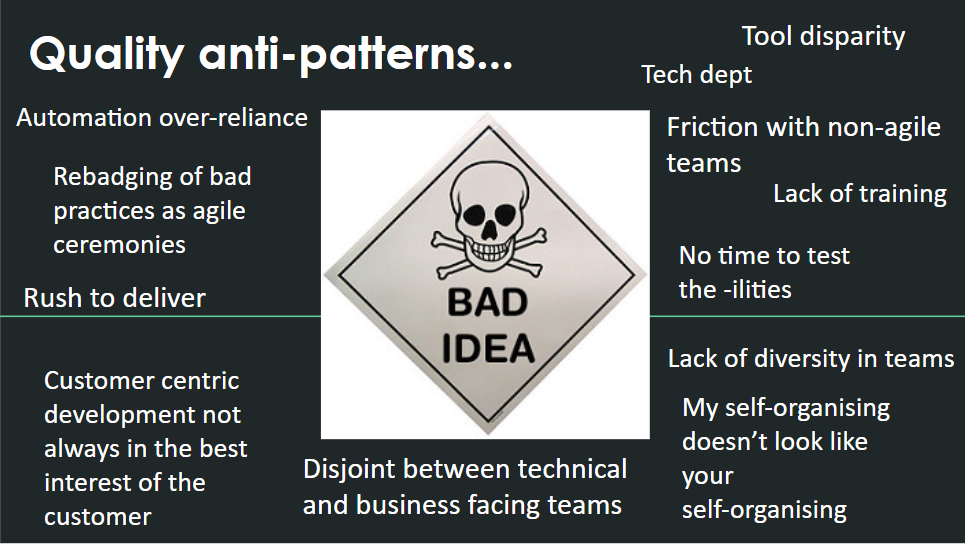 Quality anti-patterns...
Tool disparity
Tech dept
Automation over-reliance
Friction with non-agile
teams
Rebadging of bad
practices as agile
ceremonies
Lack of training
No time to test
the -ilities
Rush to deliver
BAD
IDEA
Lack of diversity in teams
Customer centric
development not
always in the best
interest of the
customer
My self-organising
doesn't look like
your
self-organising
Disjoint between technical
and business facing teams